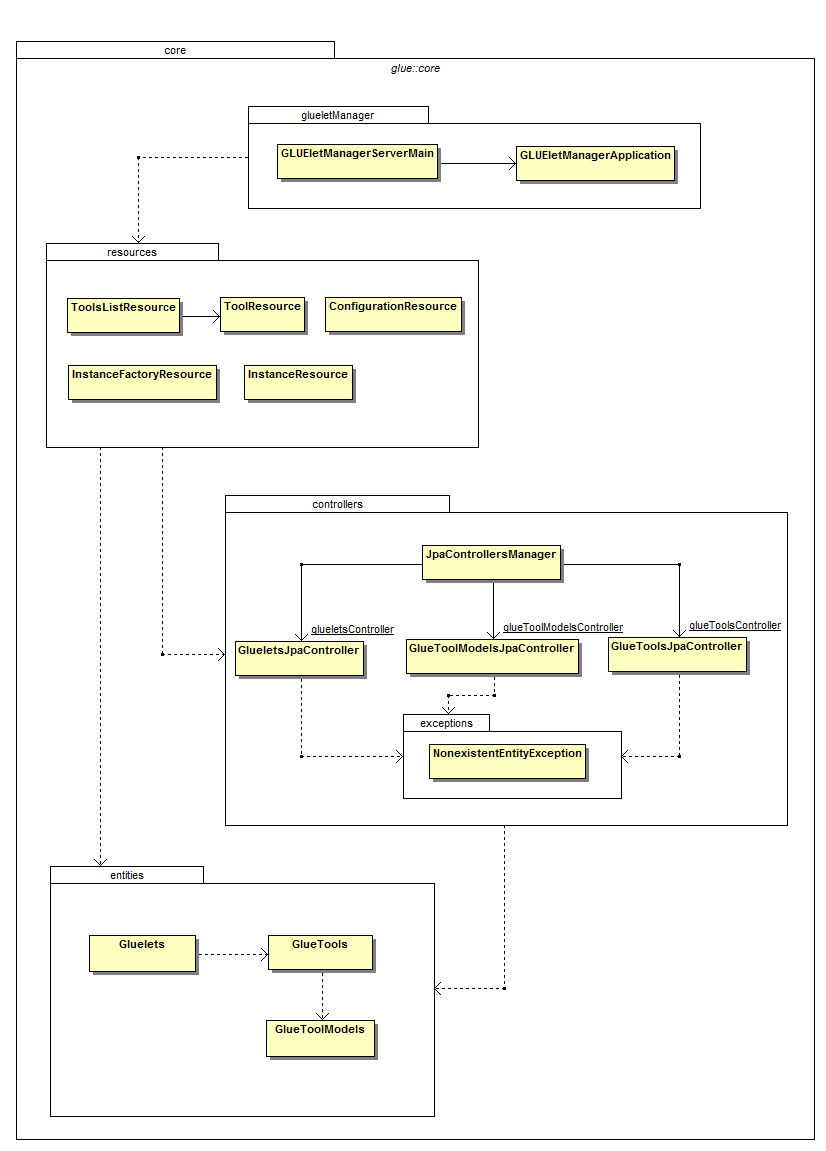 core
glue::core
glueletManager
GLUEletManagerServerMain
GLUEletManagerApplication
resources
ToolsListResource
ToolResource
ConfigurationResource
InstanceFactoryResource
InstanceResource
controllers
JpaControllersManager
glueletsController
glueToolModelsController
glueToolsController
GlueletsJpaController
GlueToolModelsJpaController
GlueToolsJpaController
exceptions
NonexistentEntityException
entities
Gluelets
GlueTools
GlueToolModels